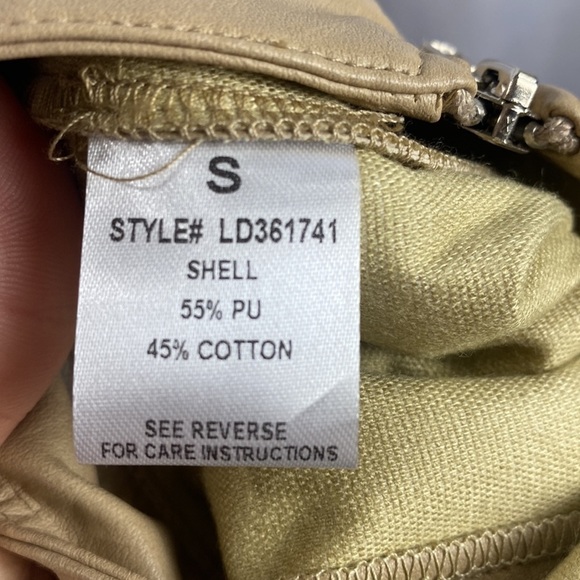 S
STYLE# LD361741
SHELL
55% PU
45% COTTON
SEE REVERSE
FOR CARE INSTRUCTIONS